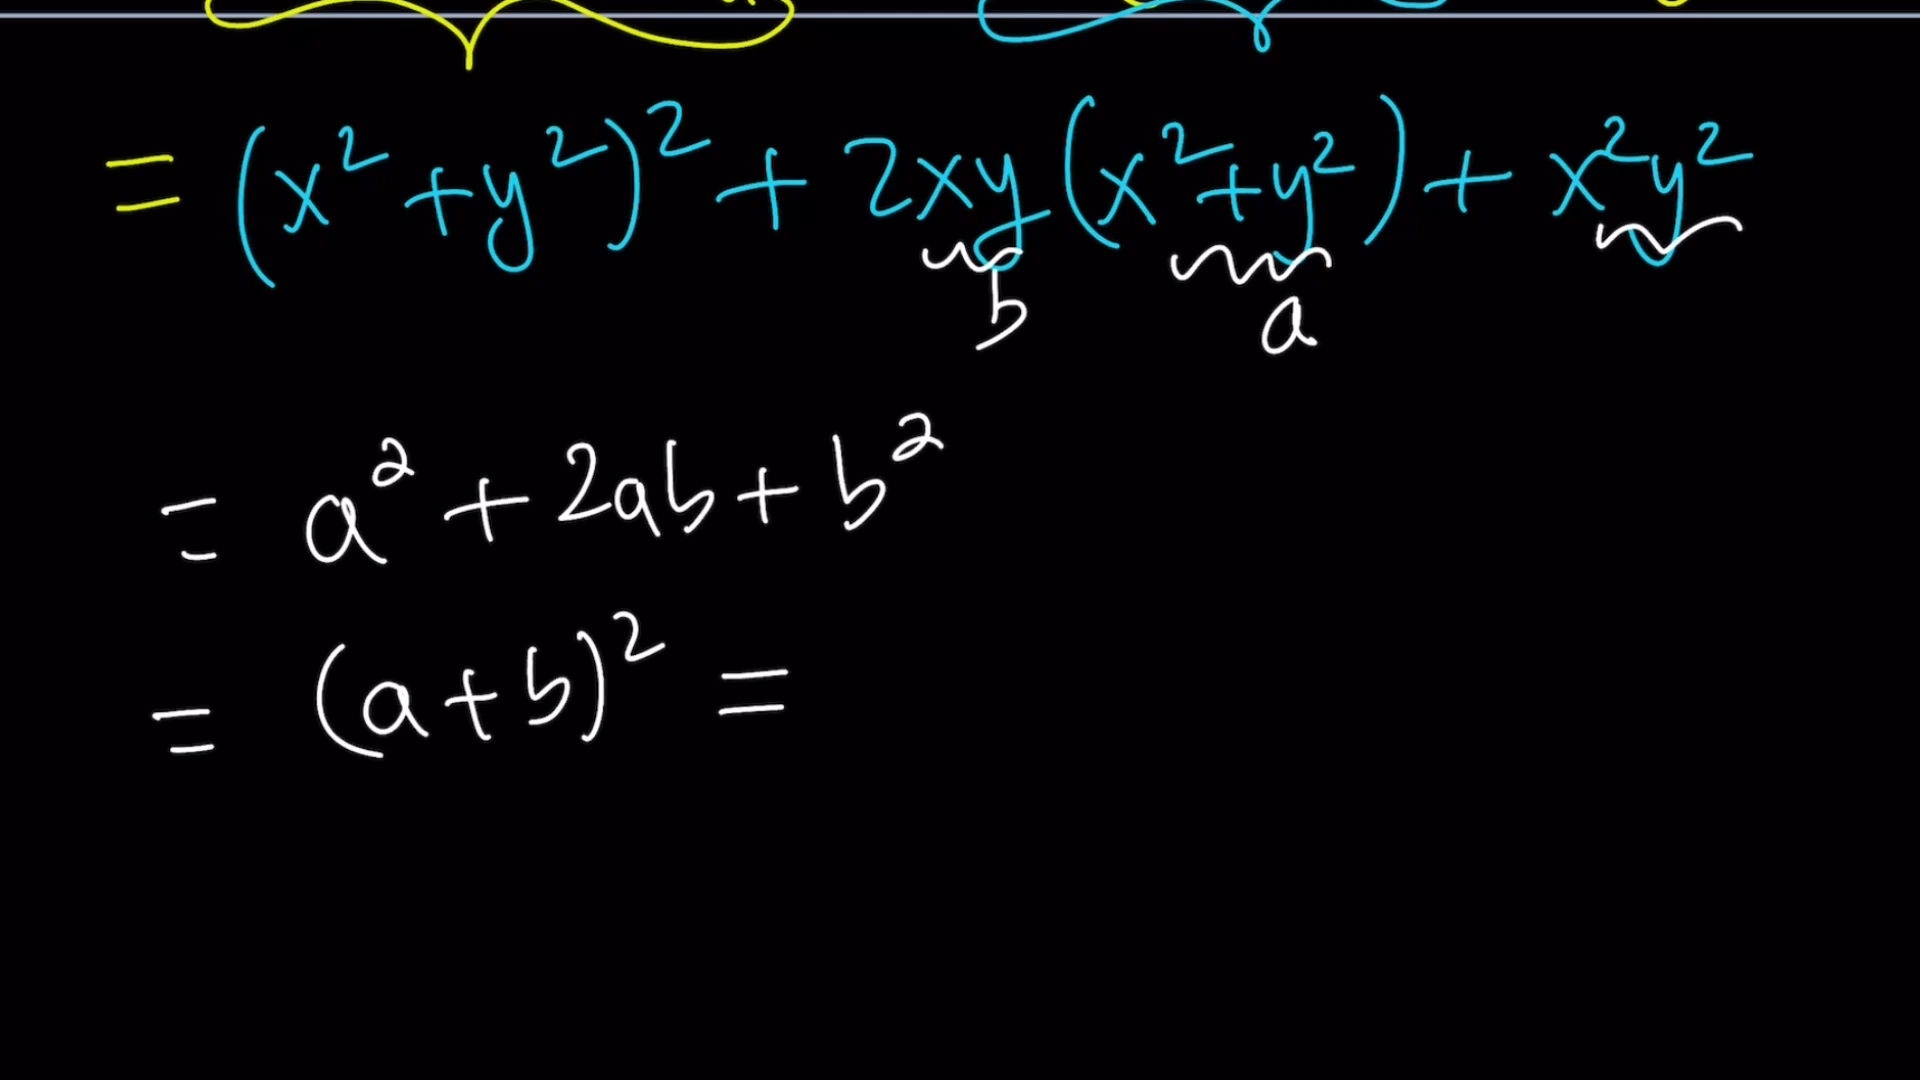 = (x² + y²)² + 2xy(x² + y²) + x²y²
b a
= a² + 2ab + b²
= (a + b)² =